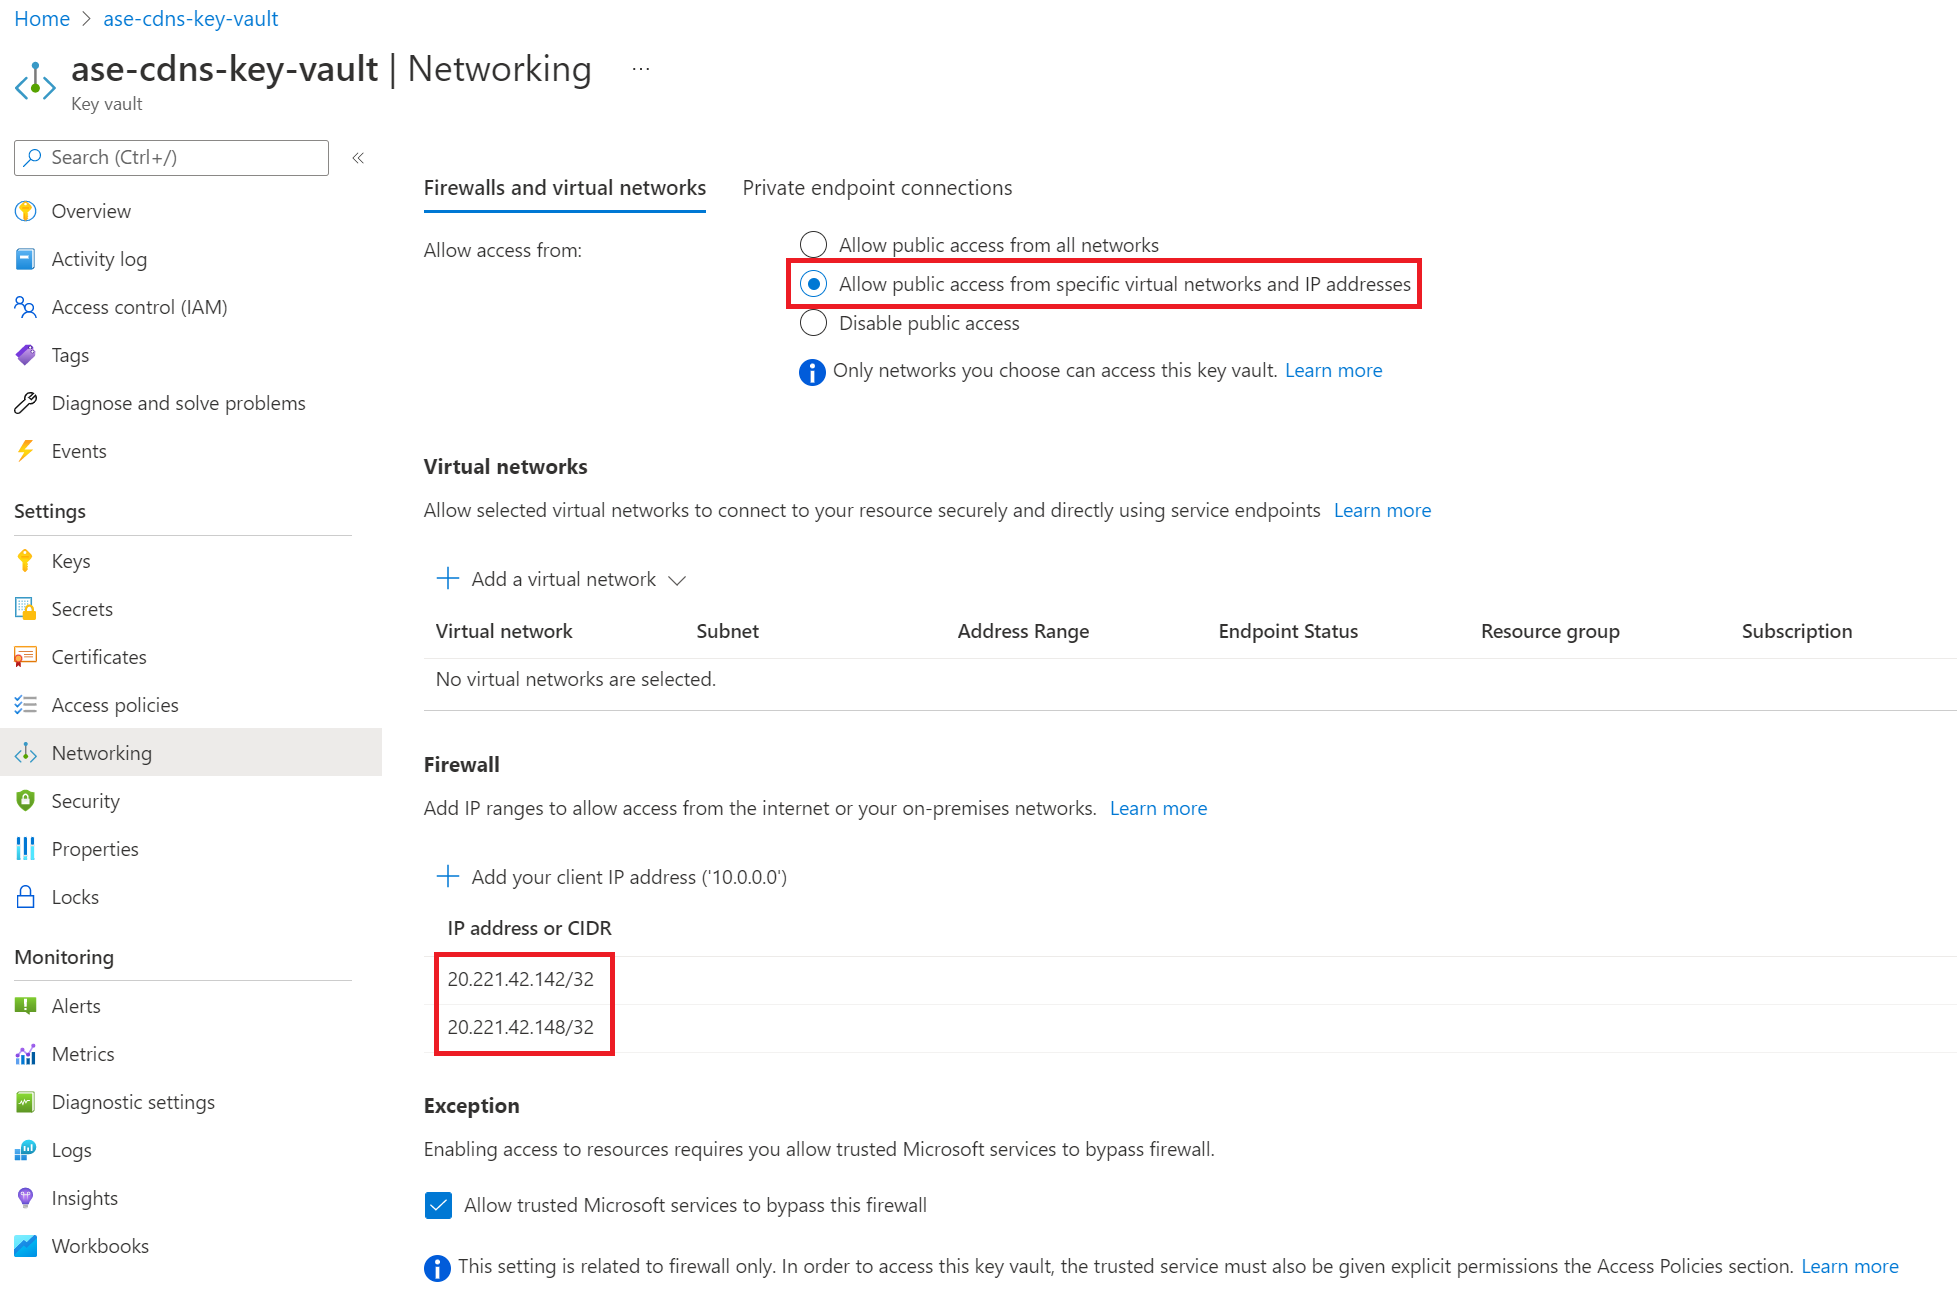 Home > ase-cdns-key-vault
ase-cdns-key-vault | Networking ...
Key vault
Search (Ctrl+/) «
Overview
Activity log
Access control (IAM)
Tags
Diagnose and solve problems
Events
Settings
Keys
Secrets
Certificates
Access policies
Networking
Security
Properties
Locks
Monitoring
Alerts
Metrics
Diagnostic settings
Logs
Insights
Workbooks
Firewalls and virtual networks Private endpoint connections
Allow access from:
Allow public access from all networks
Allow public access from specific virtual networks and IP addresses
Disable public access
Only networks you choose can access this key vault. Learn more
Virtual networks
Allow selected virtual networks to connect to your resource securely and directly using service endpoints Learn more
+ Add a virtual network
Virtual network Subnet Address Range Endpoint Status Resource group Subscription
No virtual networks are selected.
Firewall
Add IP ranges to allow access from the internet or your on-premises networks. Learn more
+ Add your client IP address ('10.0.0.0')
IP address or CIDR
20.221.42.142/32
20.221.42.148/32
Exception
Enabling access to resources requires you allow trusted Microsoft services to bypass firewall.
Allow trusted Microsoft services to bypass this firewall
This setting is related to firewall only. In order to access this key vault, the trusted service must also be given explicit permissions the Access Policies section. Learn more